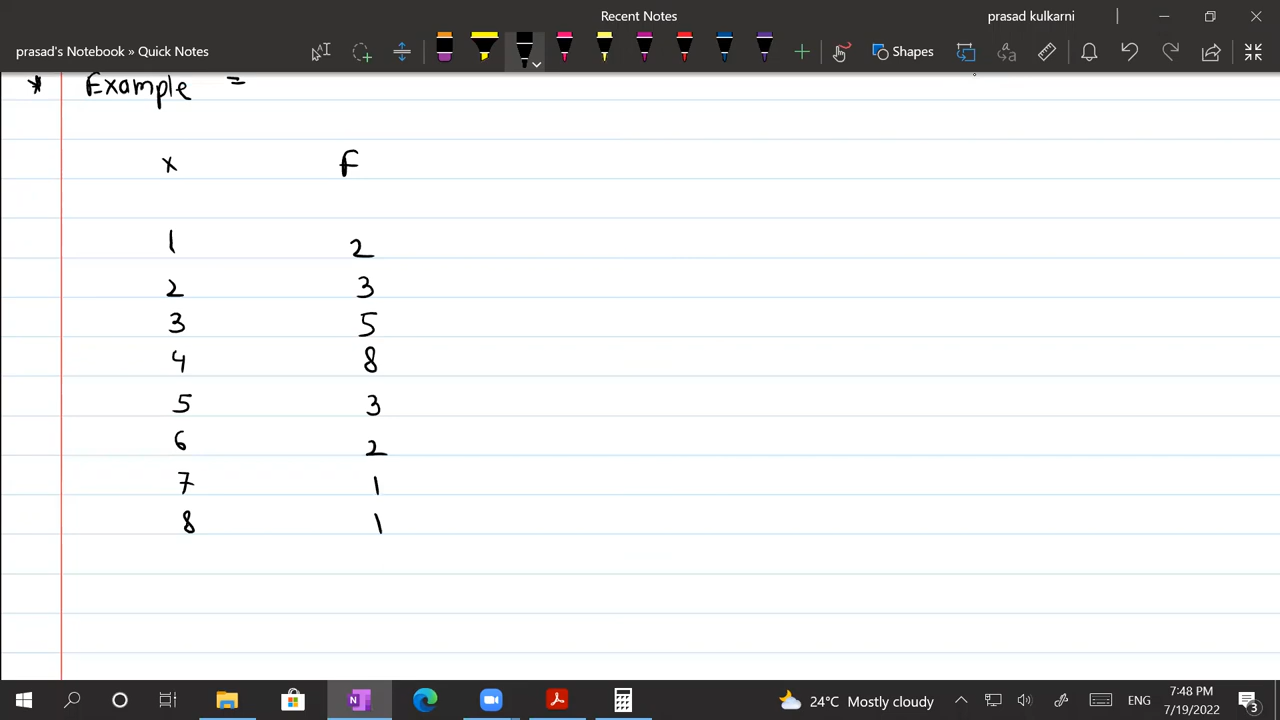 Recent Notes
prasad kulkarni
prasad's Notebook » Quick Notes
Shapes
* Example =
x F
1 2
2 3
3 5
4 8
5 3
6 2
7 1
8 1
24°C Mostly cloudy
ENG
7:48 PM
7/19/2022
3